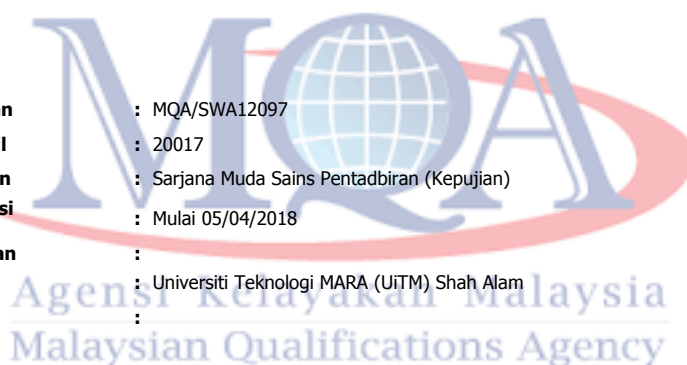 MQA
an : MQA/SWA12097
l : 20017
n : Sarjana Muda Sains Pentadbiran (Kepujian)
si : Mulai 05/04/2018
an :
: Universiti Teknologi MARA (UiTM) Shah Alam
:
Agensi Kelayakan Malaysia
Malaysian Qualifications Agency